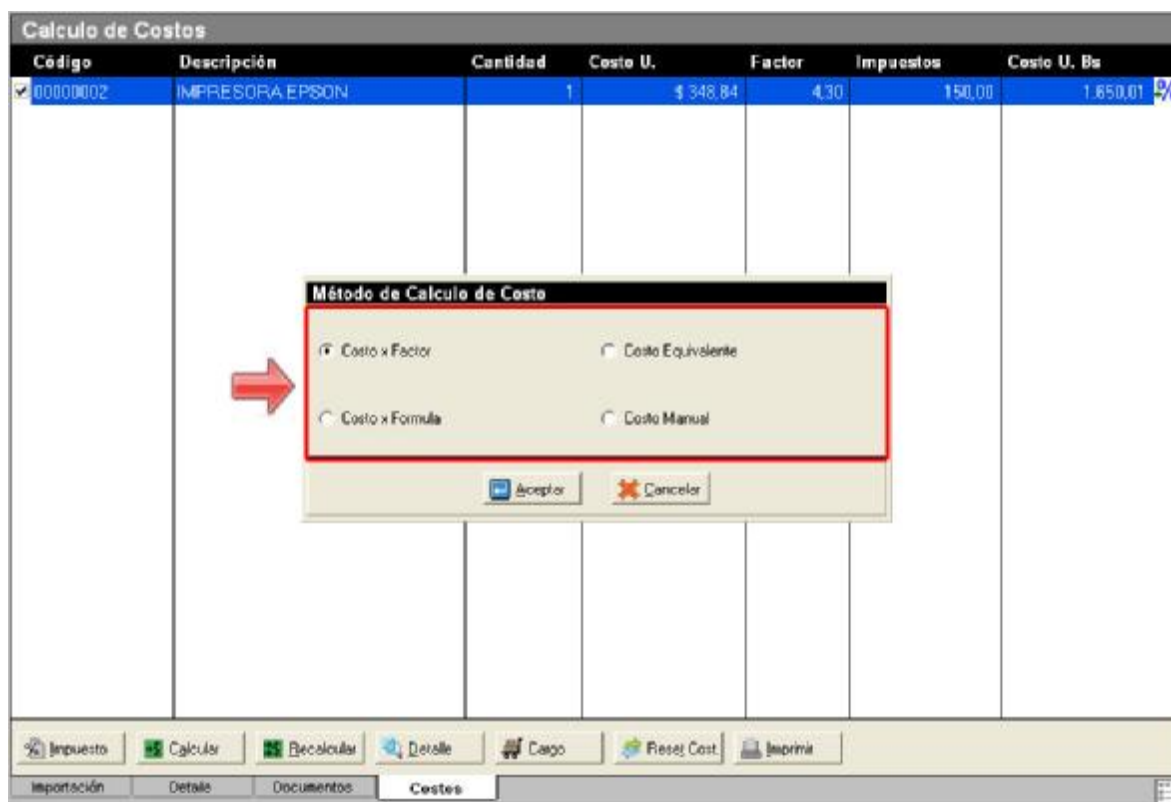 Calculo de Costos
Código Descripción Cantidad Costo U. Factor Impuestos Costo U. Bs
00000002 IMPRESORA EPSON 1 $ 348,84 4,30 150,00 1.650,01
Método de Calculo de Costo
Costo x Factor Costo Equivalente
Costo x Formula Costo Manual
Aceptar Cancelar
Impuesto Calcular Recalcular Detalle Cargo Reset Cost. Imprimir
Importación Detalle Documentos Costos